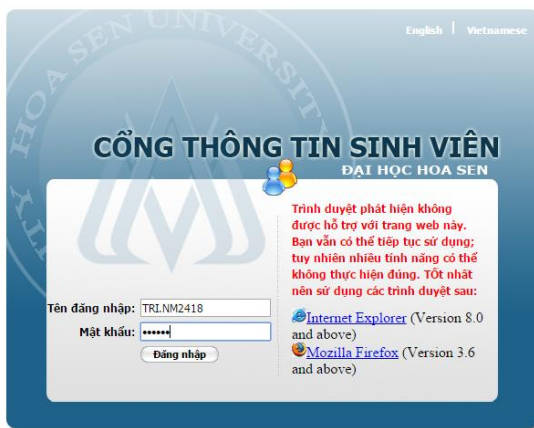 English | Vietnamese
HOA SEN UNIVERSITY
CỔNG THÔNG TIN SINH VIÊN
ĐẠI HỌC HOA SEN
Trình duyệt phát hiện không
được hỗ trợ với trang web này.
Bạn vẫn có thể tiếp tục sử dụng;
tuy nhiên nhiều tính năng có thể
không thực hiện đúng. TỐt nhất
nên sử dụng các trình duyệt sau:
Internet Explorer (Version 8.0
and above)
Mozilla Firefox (Version 3.6
and above)
Tên đăng nhập: TRI.NM2418
Mật khẩu: ••••••
Đăng nhập